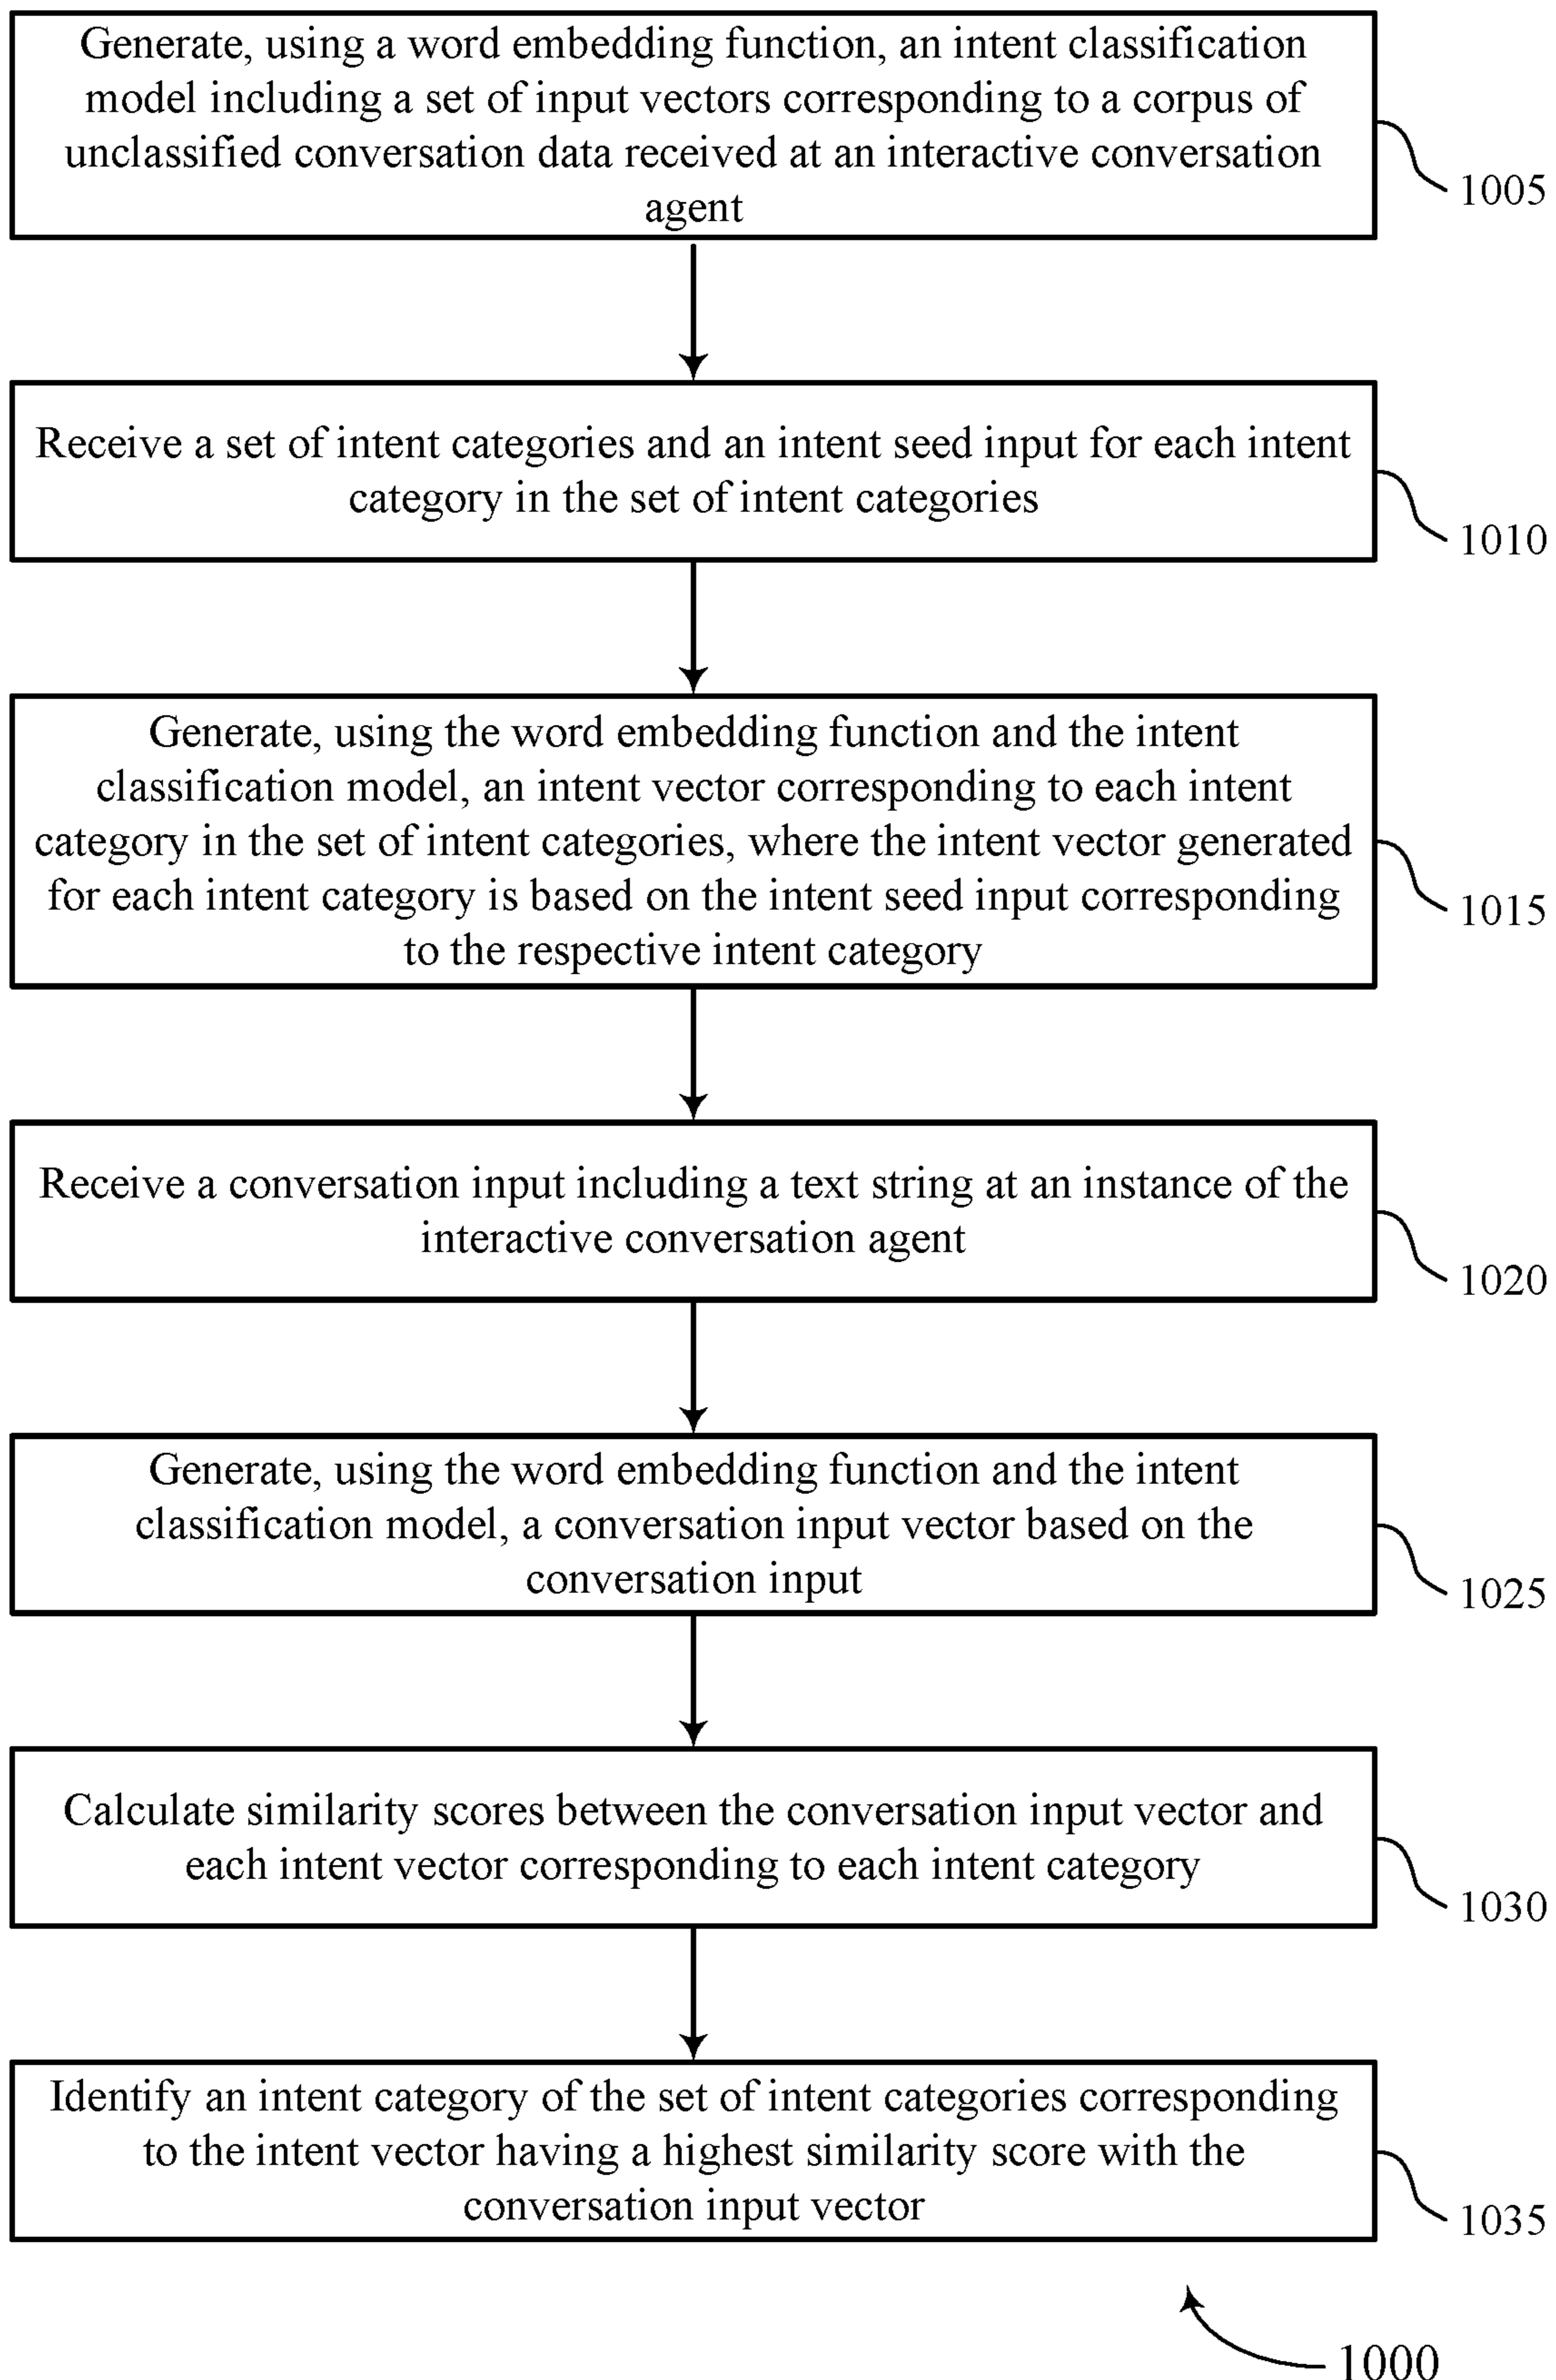 Generate, using a word embedding function, an intent classification
model including a set of input vectors corresponding to a corpus of
unclassified conversation data received at an interactive conversation
agent
1005
Receive a set of intent categories and an intent seed input for each intent
category in the set of intent categories
1010
Generate, using the word embedding function and the intent
classification model, an intent vector corresponding to each intent
category in the set of intent categories, where the intent vector generated
for each intent category is based on the intent seed input corresponding
to the respective intent category
1015
Receive a conversation input including a text string at an instance of the
interactive conversation agent
1020
Generate, using the word embedding function and the intent
classification model, a conversation input vector based on the
conversation input
1025
Calculate similarity scores between the conversation input vector and
each intent vector corresponding to each intent category
1030
Identify an intent category of the set of intent categories corresponding
to the intent vector having a highest similarity score with the
conversation input vector
1035
1000